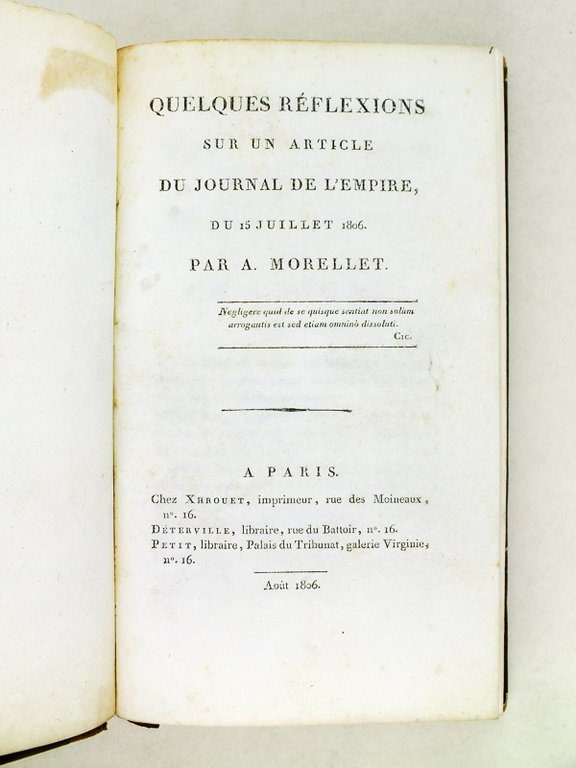 QUELQUES RÉFLEXIONS
SUR UN ARTICLE
DU JOURNAL DE L'EMPIRE,
DU 15 JUILLET 1806.
PAR A. MORELLET.
Negligere quid de se quisque sentiat non solùm
arrogantis est sed etiam omninò dissoluti.
CIC.
A PARIS.
Chez XHROUET, imprimeur, rue des Moineaux,
n°. 16.
DÉTERVILLE, libraire, rue du Battoir, n°. 16.
PETIT, libraire, Palais du Tribunat, galerie Virginie,
n°. 16.
Août 1806.